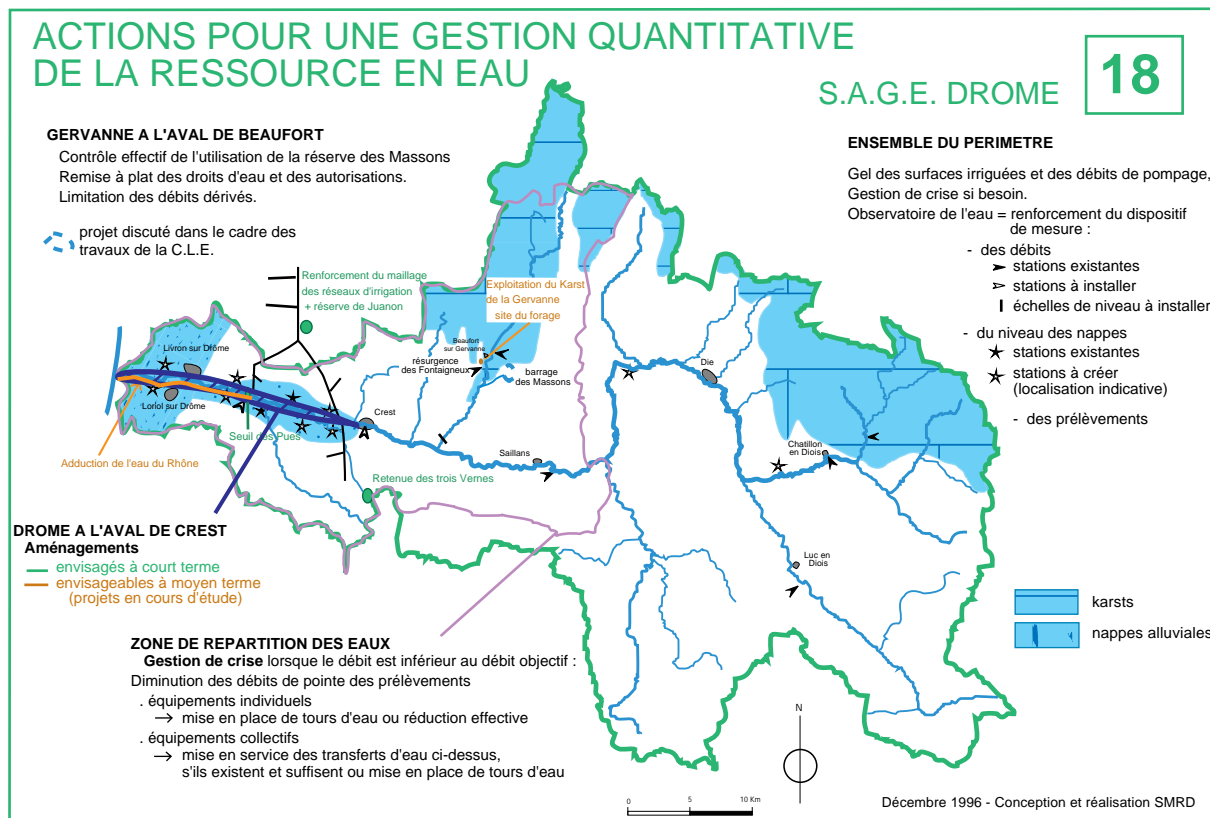 ACTIONS POUR UNE GESTION QUANTITATIVE
DE LA RESSOURCE EN EAU
S.A.G.E. DROME
18
GERVANNE A L'AVAL DE BEAUFORT
Contrôle effectif de l'utilisation de la réserve des Massons
Remise à plat des droits d'eau et des autorisations.
Limitation des débits dérivés.
projet discuté dans le cadre des
travaux de la C.L.E.
ENSEMBLE DU PERIMETRE
Gel des surfaces irriguées et des débits de pompage,
Gestion de crise si besoin.
Observatoire de l'eau = renforcement du dispositif
de mesure :
- des débits
stations existantes
stations à installer
échelles de niveau à installer
- du niveau des nappes
stations existantes
stations à créer
(localisation indicative)
- des prélèvements
Renforcement du maillage
des réseaux d'irrigation
+ réserve de Juanon
Exploitation du Karst
de la Gervanne
site du forage
Beaufort
sur Gervanne
résurgence
des Fontaigneux
barrage
des Massons
Livron sur Drôme
Loriol sur Drôme
Crest
Die
Seuil des Pues
Saillans
Chatillon
en Diois
Adduction de l'eau du Rhône
Retenue des trois Vernes
Luc en
Diois
DROME A L'AVAL DE CREST
Aménagements
envisagés à court terme
envisageables à moyen terme
(projets en cours d'étude)
karsts
nappes alluviales
ZONE DE REPARTITION DES EAUX
Gestion de crise lorsque le débit est inférieur au débit objectif :
Diminution des débits de pointe des prélèvements
. équipements individuels
→ mise en place de tours d'eau ou réduction effective
. équipements collectifs
→ mise en service des transferts d'eau ci-dessus,
s'ils existent et suffisent ou mise en place de tours d'eau
N
0 5 10 Km
Décembre 1996 - Conception et réalisation SMRD